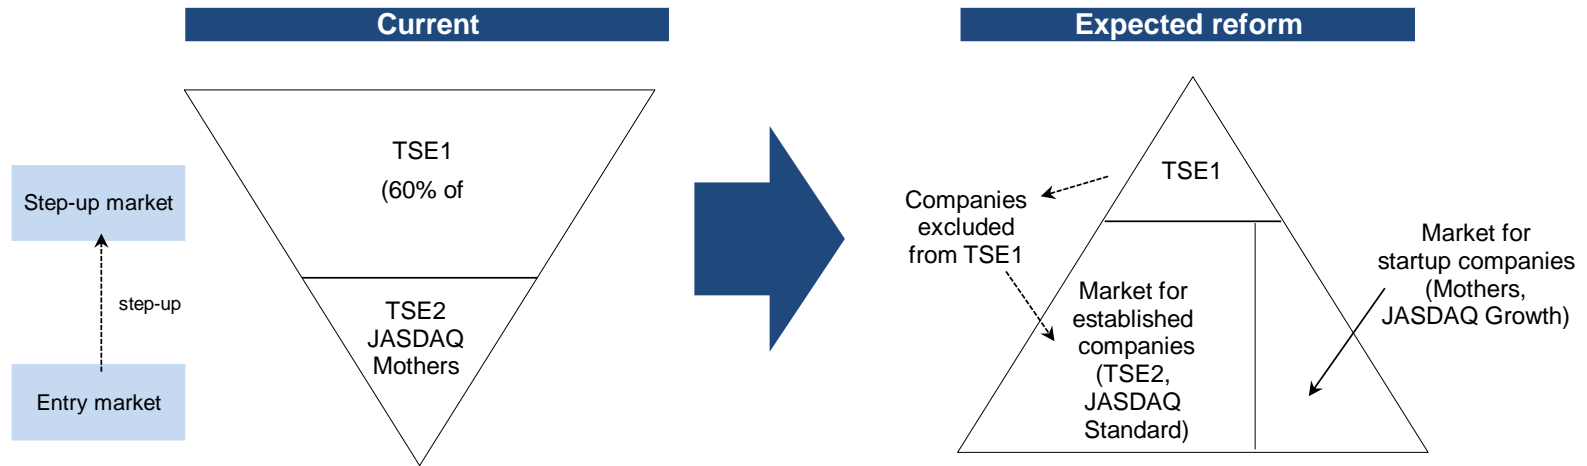 Current
Expected reform
TSE1
(60% of
Step-up market
step-up
Entry market
TSE2
JASDAQ
Mothers
TSE1
Companies
excluded
from TSE1
Market for
established
companies
(TSE2,
JASDAQ
Standard)
Market for
startup companies
(Mothers,
JASDAQ Growth)